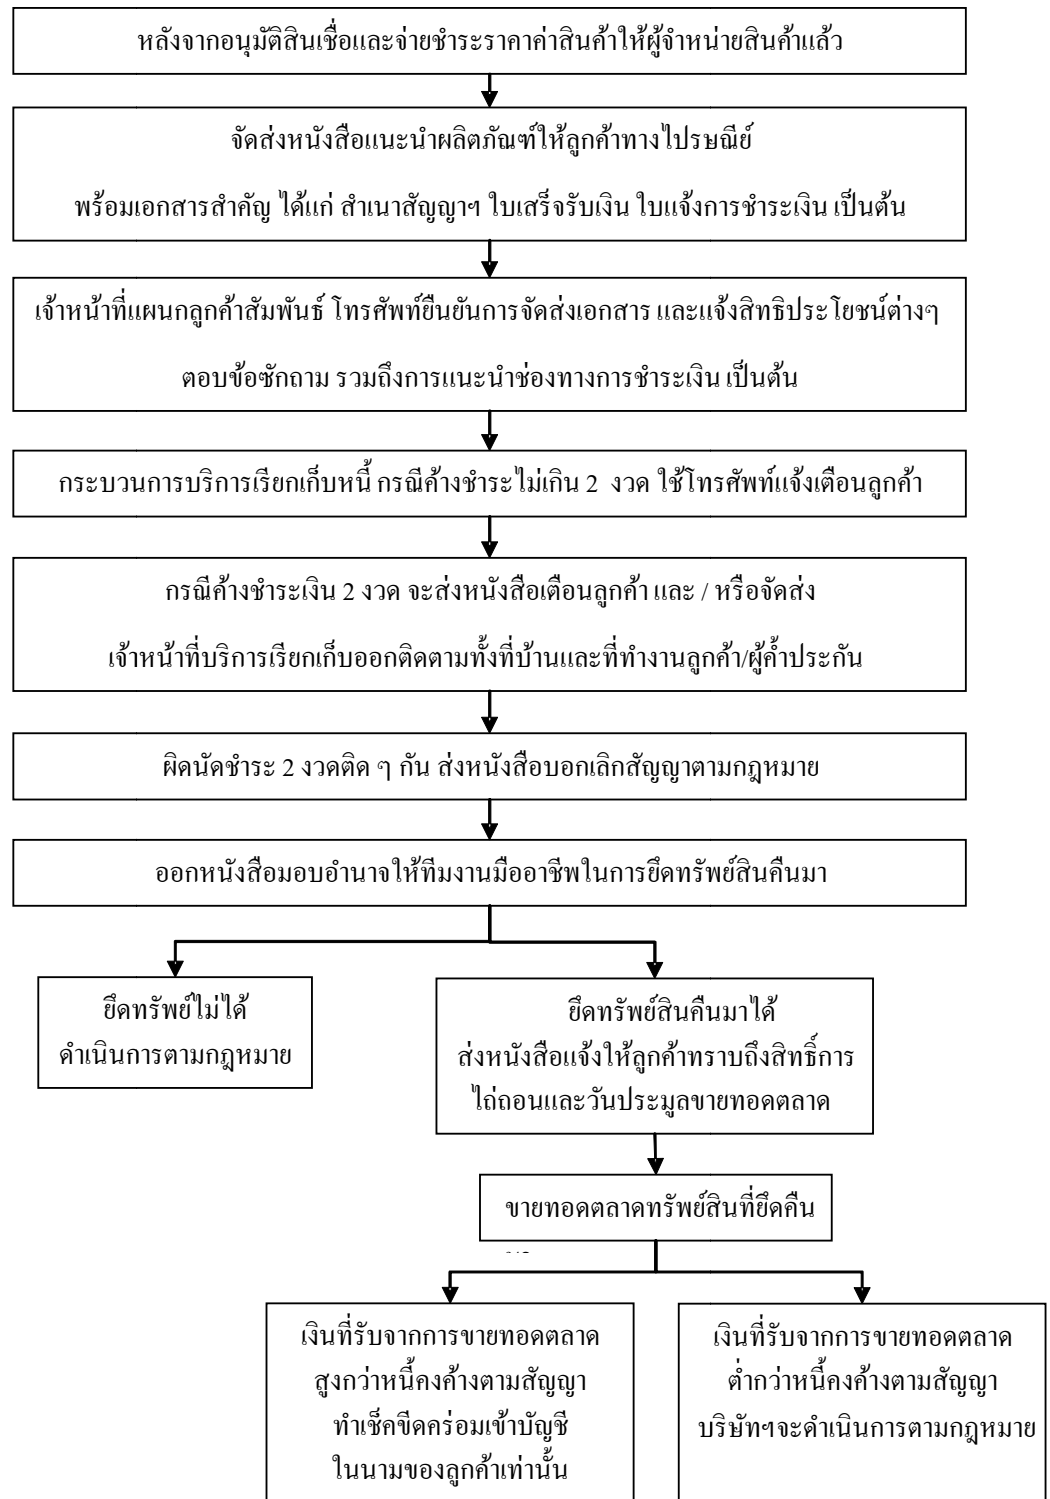 หลังจากอนุมัติสินเชื่อและจ่ายชำระราคาค่าสินค้าให้ผู้จำหน่ายสินค้าแล้ว
จัดส่งหนังสือแนะนำผลิตภัณฑ์ให้ลูกค้าทางไปรษณีย์
พร้อมเอกสารสำคัญ ได้แก่ สำเนาสัญญาฯ ใบเสร็จรับเงิน ใบแจ้งการชำระเงิน เป็นต้น
เจ้าหน้าที่แผนกลูกค้าสัมพันธ์ โทรศัพท์ยืนยันการจัดส่งเอกสาร และแจ้งสิทธิประโยชน์ต่างๆ
ตอบข้อซักถาม รวมถึงการแนะนำช่องทางการชำระเงิน เป็นต้น
กระบวนการบริการเรียกเก็บหนี้ กรณีค้างชำระไม่เกิน 2 งวด ใช้โทรศัพท์แจ้งเตือนลูกค้า
กรณีค้างชำระเงิน 2 งวด จะส่งหนังสือเตือนลูกค้า และ / หรือจัดส่ง
เจ้าหน้าที่บริการเรียกเก็บออกติดตามทั้งที่บ้านและที่ทำงานลูกค้า/ผู้ค้ำประกัน
ผิดนัดชำระ 2 งวดติด ๆ กัน ส่งหนังสือบอกเลิกสัญญาตามกฎหมาย
ออกหนังสือมอบอำนาจให้ทีมงานมืออาชีพในการยึดทรัพย์สินคืนมา
ยึดทรัพย์ไม่ได้
ดำเนินการตามกฎหมาย
ยึดทรัพย์สินคืนมาได้
ส่งหนังสือแจ้งให้ลูกค้าทราบถึงสิทธิ์การ
ไถ่ถอนและวันประมูลขายทอดตลาด
ขายทอดตลาดทรัพย์สินที่ยึดคืน
เงินที่รับจากการขายทอดตลาด
สูงกว่าหนี้คงค้างตามสัญญา
ทำเช็คขีดคร่อมเข้าบัญชี
ในนามของลูกค้าเท่านั้น
เงินที่รับจากการขายทอดตลาด
ต่ำกว่าหนี้คงค้างตามสัญญา
บริษัทฯจะดำเนินการตามกฎหมาย